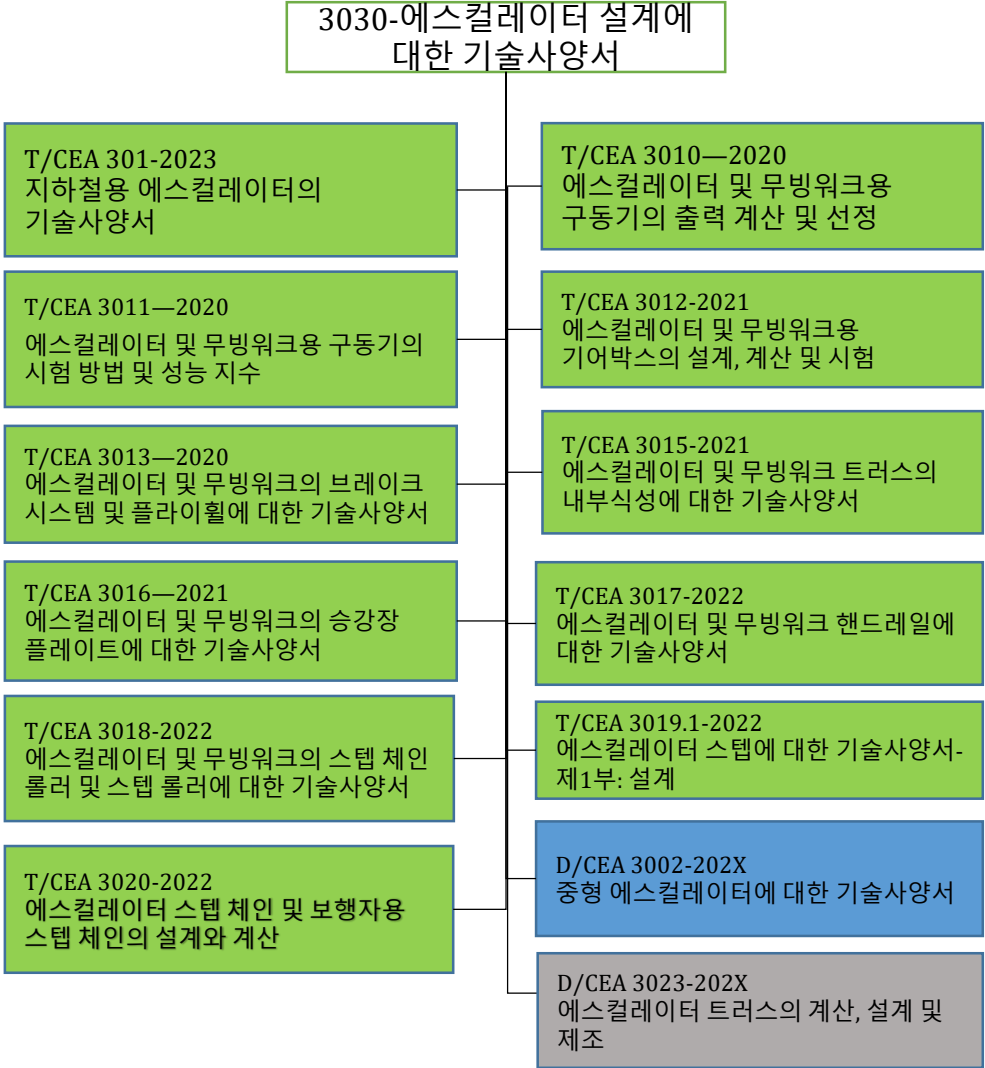 3030-에스컬레이터 설계에
대한 기술사양서
T/CEA 301-2023
지하철용 에스컬레이터의
기술사양서
T/CEA 3010—2020
에스컬레이터 및 무빙워크용
구동기의 출력 계산 및 선정
T/CEA 3011—2020
에스컬레이터 및 무빙워크용 구동기의
시험 방법 및 성능 지수
T/CEA 3012-2021
에스컬레이터 및 무빙워크용
기어박스의 설계, 계산 및 시험
T/CEA 3013—2020
에스컬레이터 및 무빙워크의 브레이크
시스템 및 플라이휠에 대한 기술사양서
T/CEA 3015-2021
에스컬레이터 및 무빙워크 트러스의
내부식성에 대한 기술사양서
T/CEA 3016—2021
에스컬레이터 및 무빙워크의 승강장
플레이트에 대한 기술사양서
T/CEA 3017-2022
에스컬레이터 및 무빙워크 핸드레일에
대한 기술사양서
T/CEA 3018-2022
에스컬레이터 및 무빙워크의 스텝 체인
롤러 및 스텝 롤러에 대한 기술사양서
T/CEA 3019.1-2022
에스컬레이터 스텝에 대한 기술사양서-
제1부: 설계
T/CEA 3020-2022
에스컬레이터 스텝 체인 및 보행자용
스텝 체인의 설계와 계산
D/CEA 3002-202X
중형 에스컬레이터에 대한 기술사양서
D/CEA 3023-202X
에스컬레이터 트러스의 계산, 설계 및
제조